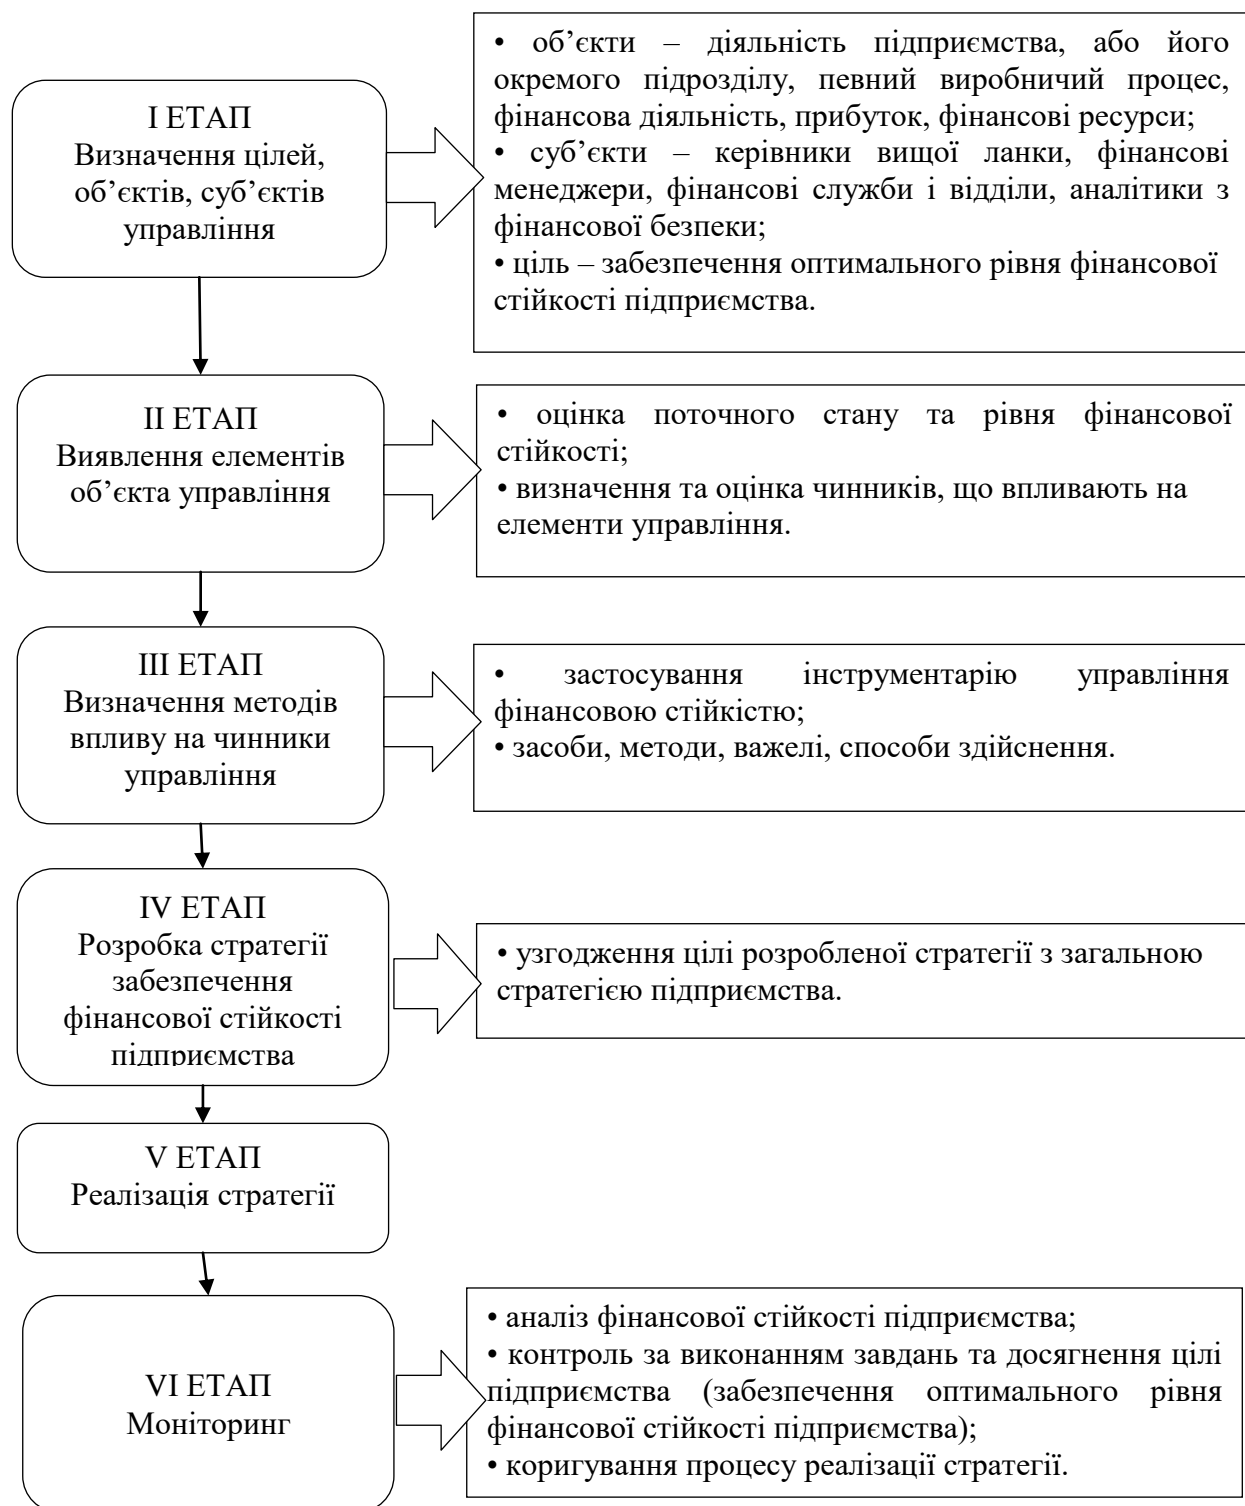 І ЕТАП
Визначення цілей,
об’єктів, суб’єктів
управління
• об’єкти – діяльність підприємства, або його
окремого підрозділу, певний виробничий процес,
фінансова діяльність, прибуток, фінансові ресурси;
• суб’єкти – керівники вищої ланки, фінансові
менеджери, фінансові служби і відділи, аналітики з
фінансової безпеки;
• ціль – забезпечення оптимального рівня фінансової
стійкості підприємства.
ІІ ЕТАП
Виявлення елементів
об’єкта управління
• оцінка поточного стану та рівня фінансової
стійкості;
• визначення та оцінка чинників, що впливають на
елементи управління.
ІІІ ЕТАП
Визначення методів
впливу на чинники
управління
• застосування інструментарію управління
фінансовою стійкістю;
• засоби, методи, важелі, способи здійснення.
IV ЕТАП
Розробка стратегії
забезпечення
фінансової стійкості
підприємства
• узгодження цілі розробленої стратегії з загальною
стратегією підприємства.
V ЕТАП
Реалізація стратегії
VI ЕТАП
Моніторинг
• аналіз фінансової стійкості підприємства;
• контроль за виконанням завдань та досягнення цілі
підприємства (забезпечення оптимального рівня
фінансової стійкості підприємства);
• коригування процесу реалізації стратегії.